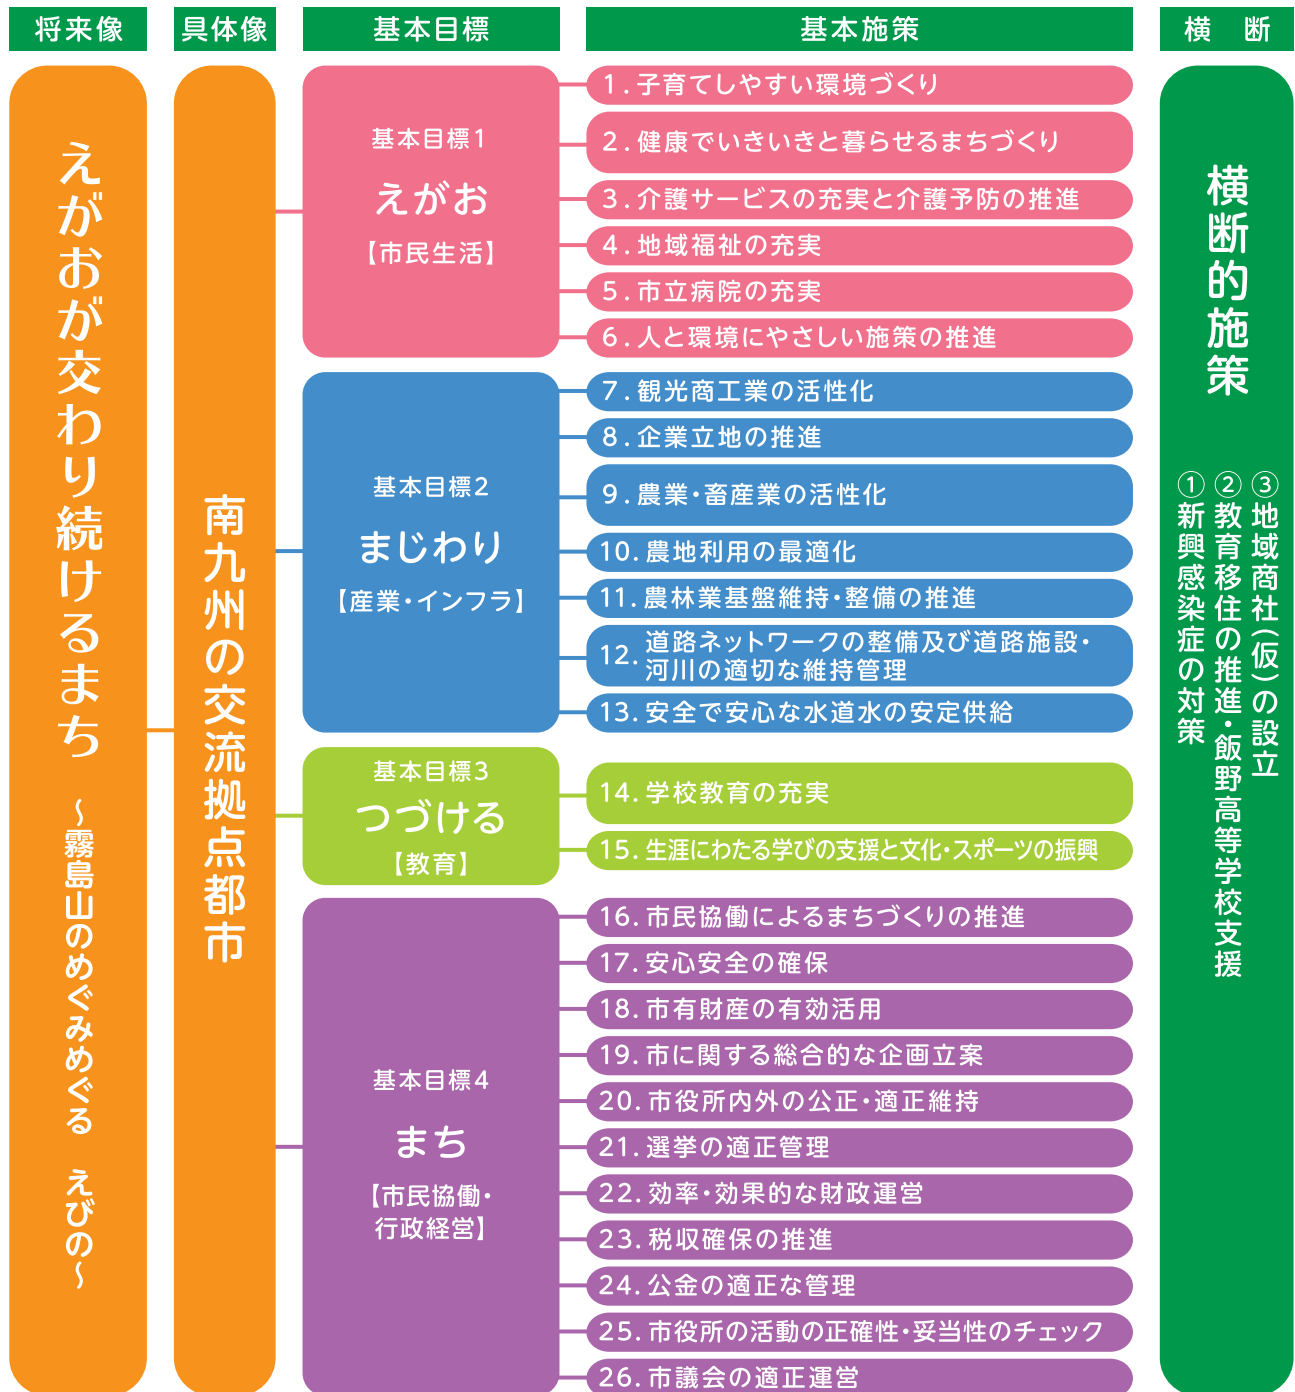 将来像
具体像
基本目標
基本施策
横　断
えがおが交わり続けるまち
～霧島山のめぐみめぐる　えびの～
南九州の交流拠点都市
基本目標1
えがお
【市民生活】
1.子育てしやすい環境づくり
2.健康でいきいきと暮らせるまちづくり
3.介護サービスの充実と介護予防の推進
4.地域福祉の充実
5.市立病院の充実
6.人と環境にやさしい施策の推進
基本目標2
まじわり
【産業・インフラ】
7.観光商工業の活性化
8.企業立地の推進
9.農業・畜産業の活性化
10.農地利用の最適化
11.農林業基盤維持・整備の推進
12.道路ネットワークの整備及び道路施設・
河川の適切な維持管理
13.安全で安心な水道水の安定供給
基本目標3
つづける
【教育】
14.学校教育の充実
15.生涯にわたる学びの支援と文化・スポーツの振興
基本目標4
まち
【市民協働・
行政経営】
16.市民協働によるまちづくりの推進
17.安心安全の確保
18.市有財産の有効活用
19.市に関する総合的な企画立案
20.市役所内外の公正・適正維持
21.選挙の適正管理
22.効率・効果的な財政運営
23.税収確保の推進
24.公金の適正な管理
25.市役所の活動の正確性・妥当性のチェック
26.市議会の適正運営
横断的施策
①新興感染症の対策
②教育移住の推進・飯野高等学校支援
③地域商社（仮）の設立